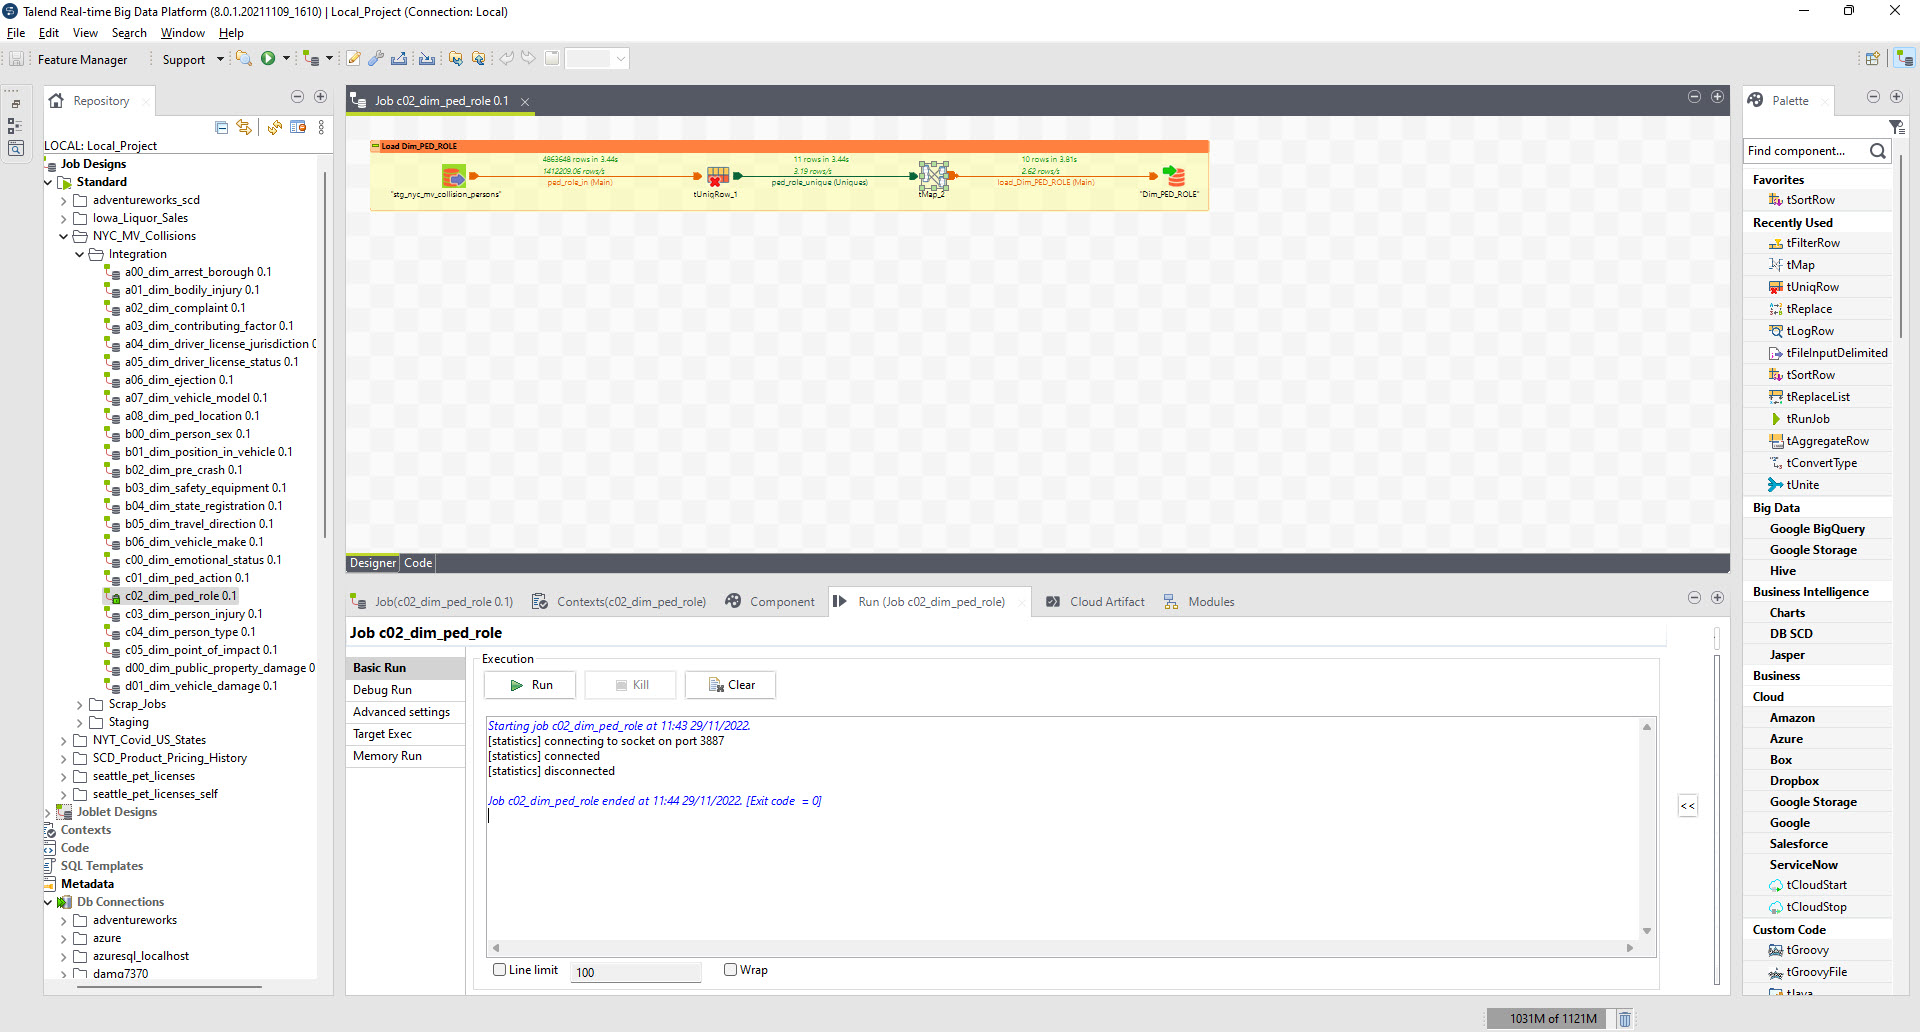 Talend Real-time Big Data Platform (8.0.1.20211109_1610) | Local_Project (Connection: Local)
File Edit View Search Window Help
Feature Manager Support
Repository
LOCAL: Local_Project
Job Designs
Standard
adventureworks_scd
Iowa_Liquor_Sales
NYC_MV_Collisions
Integration
a00_dim_arrest_borough 0.1
a01_dim_bodily_injury 0.1
a02_dim_complaint 0.1
a03_dim_contributing_factor 0.1
a04_dim_driver_license_jurisdiction 0
a05_dim_driver_license_status 0.1
a06_dim_ejection 0.1
a07_dim_vehicle_model 0.1
a08_dim_ped_location 0.1
b00_dim_person_sex 0.1
b01_dim_position_in_vehicle 0.1
b02_dim_pre_crash 0.1
b03_dim_safety_equipment 0.1
b04_dim_state_registration 0.1
b05_dim_travel_direction 0.1
b06_dim_vehicle_make 0.1
c00_dim_emotional_status 0.1
c01_dim_ped_action 0.1
c02_dim_ped_role 0.1
c03_dim_person_injury 0.1
c04_dim_person_type 0.1
c05_dim_point_of_impact 0.1
d00_dim_public_property_damage 0
d01_dim_vehicle_damage 0.1
Scrap_Jobs
Staging
NYT_Covid_US_States
SCD_Product_Pricing_History
seattle_pet_licenses
seattle_pet_licenses_self
Joblet Designs
Contexts
Code
SQL Templates
Metadata
Db Connections
adventureworks
azure
azuresql_localhost
damg7370
Job c02_dim_ped_role 0.1
Load Dim_PED_ROLE
4863648 rows in 3.44s
1412209.06 rows/s
ped_role_in (Main)
11 rows in 3.44s
3.19 rows/s
ped_role_unique (Uniques)
10 rows in 3.81s
2.62 rows/s
load_Dim_PED_ROLE (Main)
"stg_nyc_mv_collision_persons"
tUniqRow_1
tMap_2
"Dim_PED_ROLE"
Designer Code
Job(c02_dim_ped_role 0.1) Contexts(c02_dim_ped_role) Component Run (Job c02_dim_ped_role) Cloud Artifact Modules
Job c02_dim_ped_role
Basic Run
Debug Run
Advanced settings
Target Exec
Memory Run
Execution
Run Kill Clear
Starting job c02_dim_ped_role at 11:43 29/11/2022.
[statistics] connecting to socket on port 3887
[statistics] connected
[statistics] disconnected
Job c02_dim_ped_role ended at 11:44 29/11/2022. [Exit code = 0]
<<
Line limit 100 Wrap
Palette
Find component...
Favorites
tSortRow
Recently Used
tFilterRow
tMap
tUniqRow
tReplace
tLogRow
tFileInputDelimited
tSortRow
tReplaceList
tRunJob
tAggregateRow
tConvertType
tUnite
Big Data
Google BigQuery
Google Storage
Hive
Business Intelligence
Charts
DB SCD
Jasper
Business
Cloud
Amazon
Azure
Box
Dropbox
Google Storage
Google
Salesforce
ServiceNow
tCloudStart
tCloudStop
Custom Code
tGroovy
tGroovyFile
tJava
1031M of 1121M